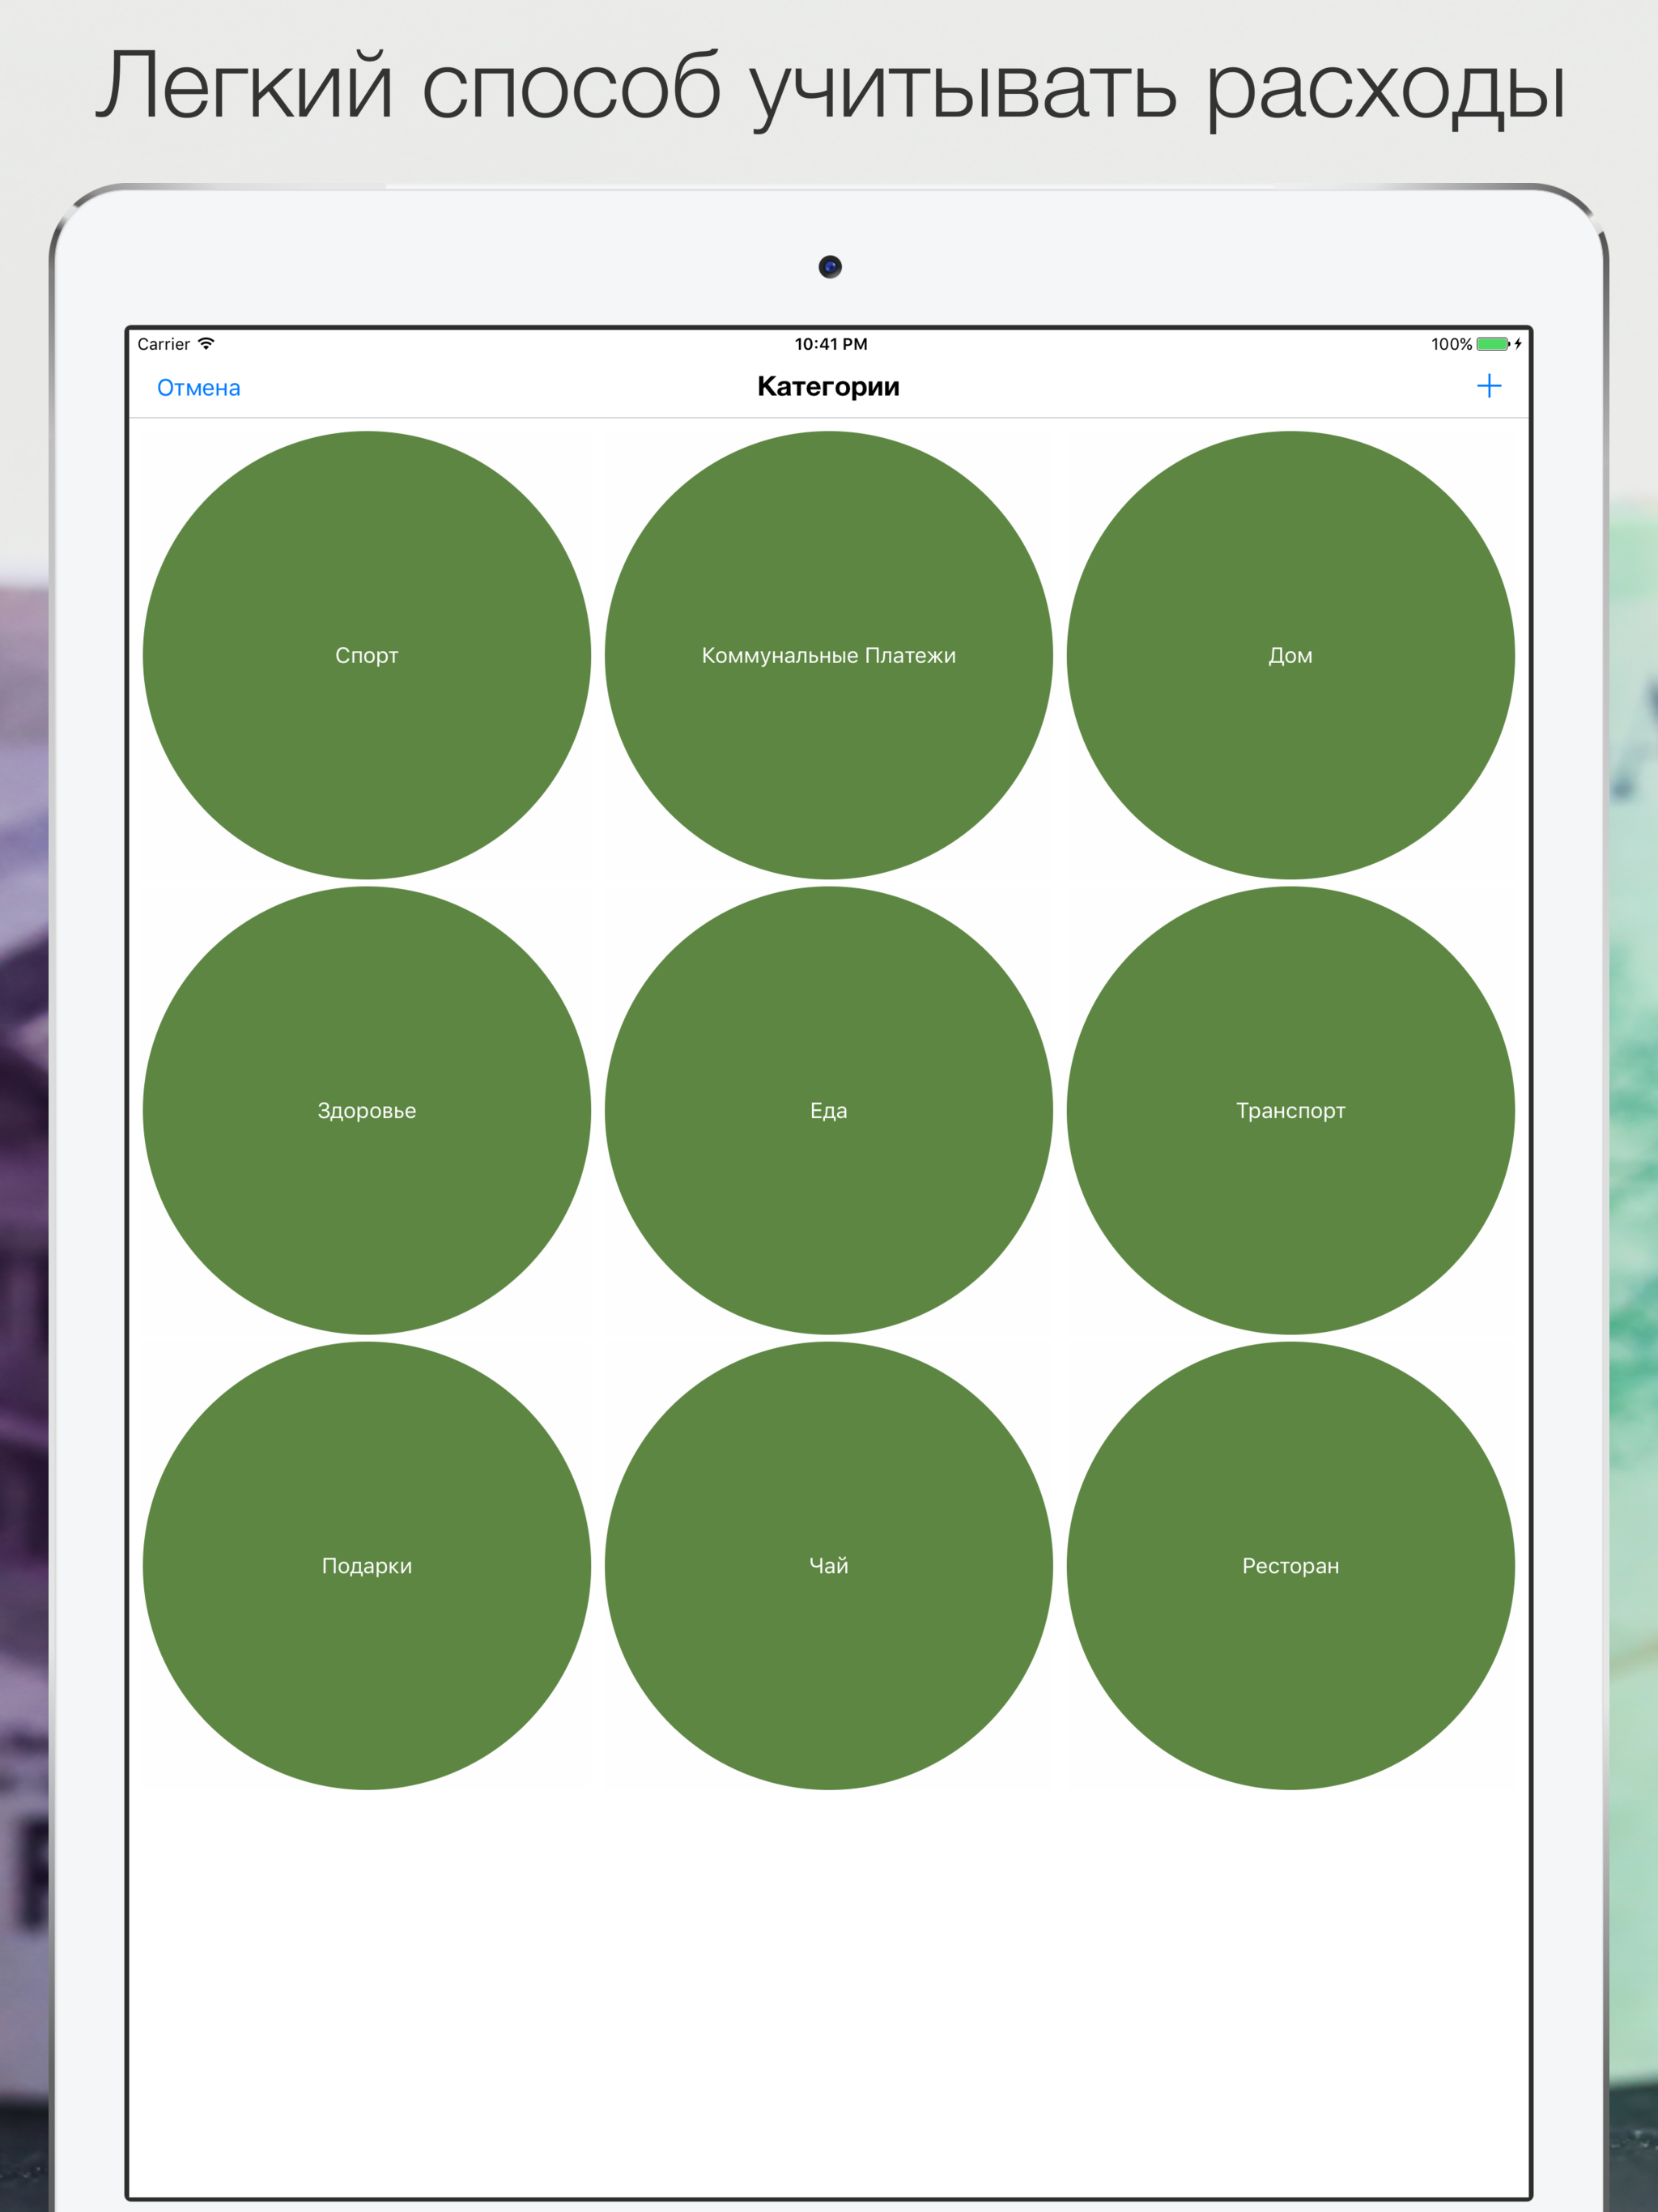 Легкий способ учитывать расходы
Carrier 10:41 PM 100%
Отмена Категории +
Спорт Коммунальные Платежи Дом
Здоровье Еда Транспорт
Подарки Чай Ресторан